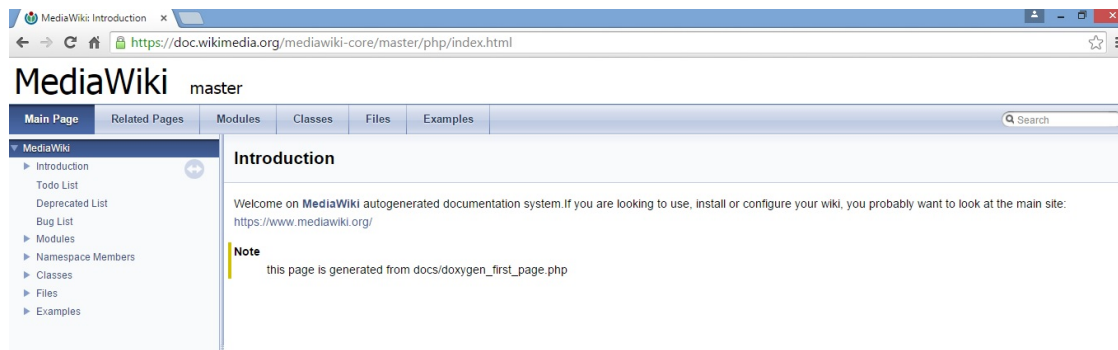 MediaWiki: Introduction
https://doc.wikimedia.org/mediawiki-core/master/php/index.html
MediaWiki master
Main Page Related Pages Modules Classes Files Examples Search
MediaWiki
Introduction
Todo List
Deprecated List
Bug List
Modules
Namespace Members
Classes
Files
Examples
Introduction
Welcome on MediaWiki autogenerated documentation system.If you are looking to use, install or configure your wiki, you probably want to look at the main site:
https://www.mediawiki.org/
Note
this page is generated from docs/doxygen_first_page.php